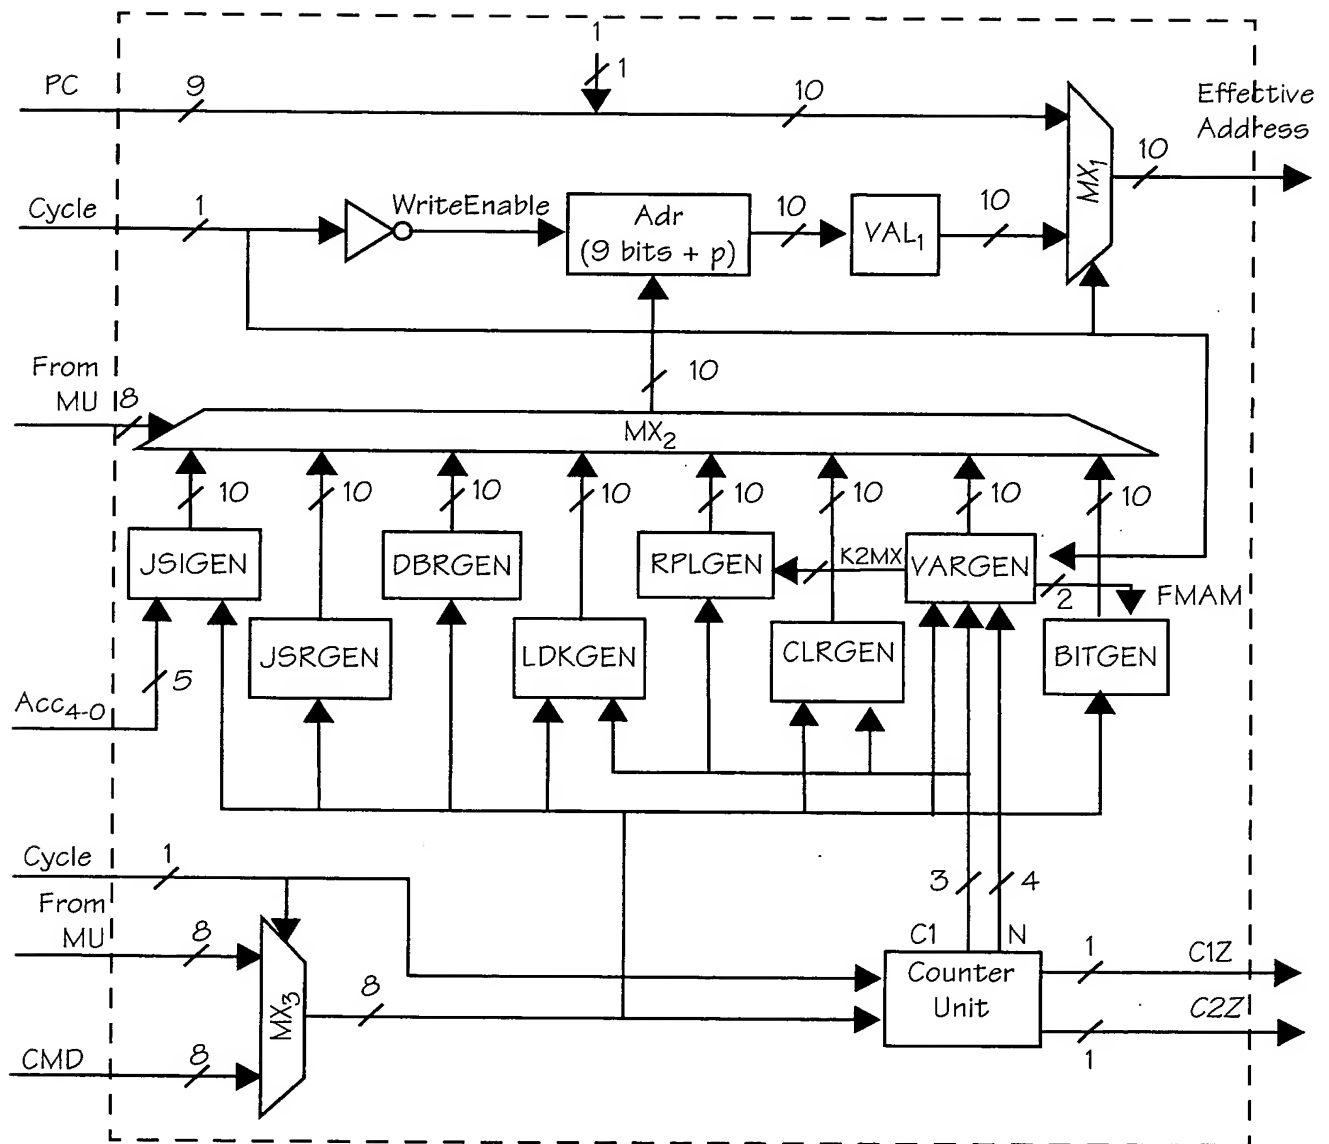 1
PC
9
1
10
Effective
Address
MX1
10
Cycle
1
WriteEnable
Adr
(9 bits + p)
10
VAL1
10
From
MU
8
10
MX2
10
10
10
10
10
10
10
10
JSIGEN
DBRGEN
RPLGEN
K2MX
VARGEN
2
FMAM
JSRGEN
LDKGEN
CLRGEN
BITGEN
5
Acc4-0
Cycle
1
3
4
From
MU
8
C1
N
MX3
8
Counter
Unit
1
C1Z
C2Z
1
CMD
8